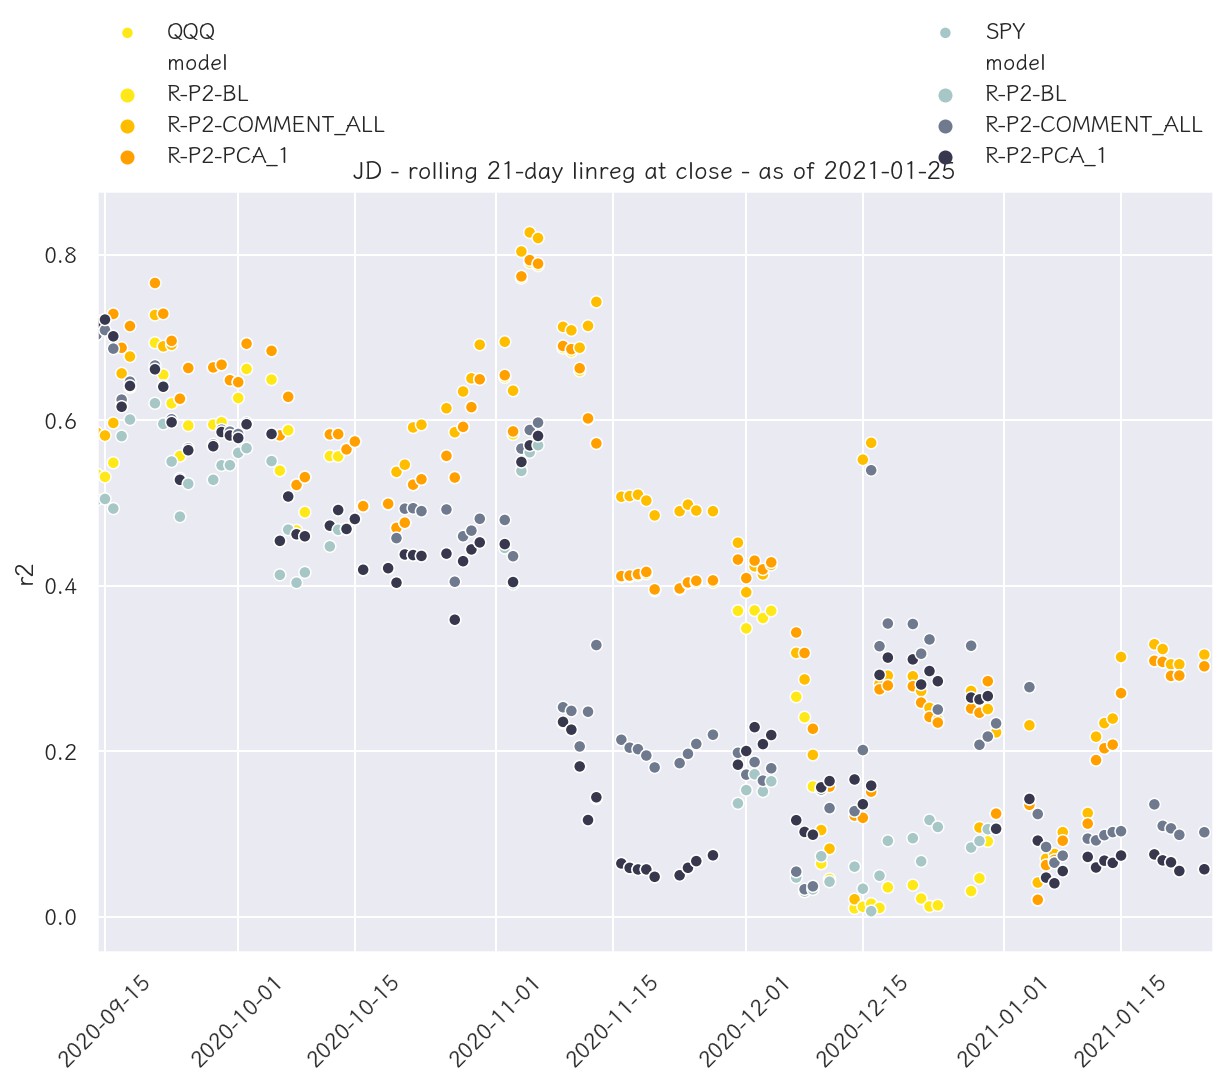 QQQ
model
R-P2-BL
R-P2-COMMENT_ALL
R-P2-PCA_1
SPY
model
R-P2-BL
R-P2-COMMENT_ALL
R-P2-PCA_1
JD - rolling 21-day linreg at close - as of 2021-01-25
r2
0.8
0.6
0.4
0.2
0.0
2020-09-15
2020-10-01
2020-10-15
2020-11-01
2020-11-15
2020-12-01
2020-12-15
2021-01-01
2021-01-15